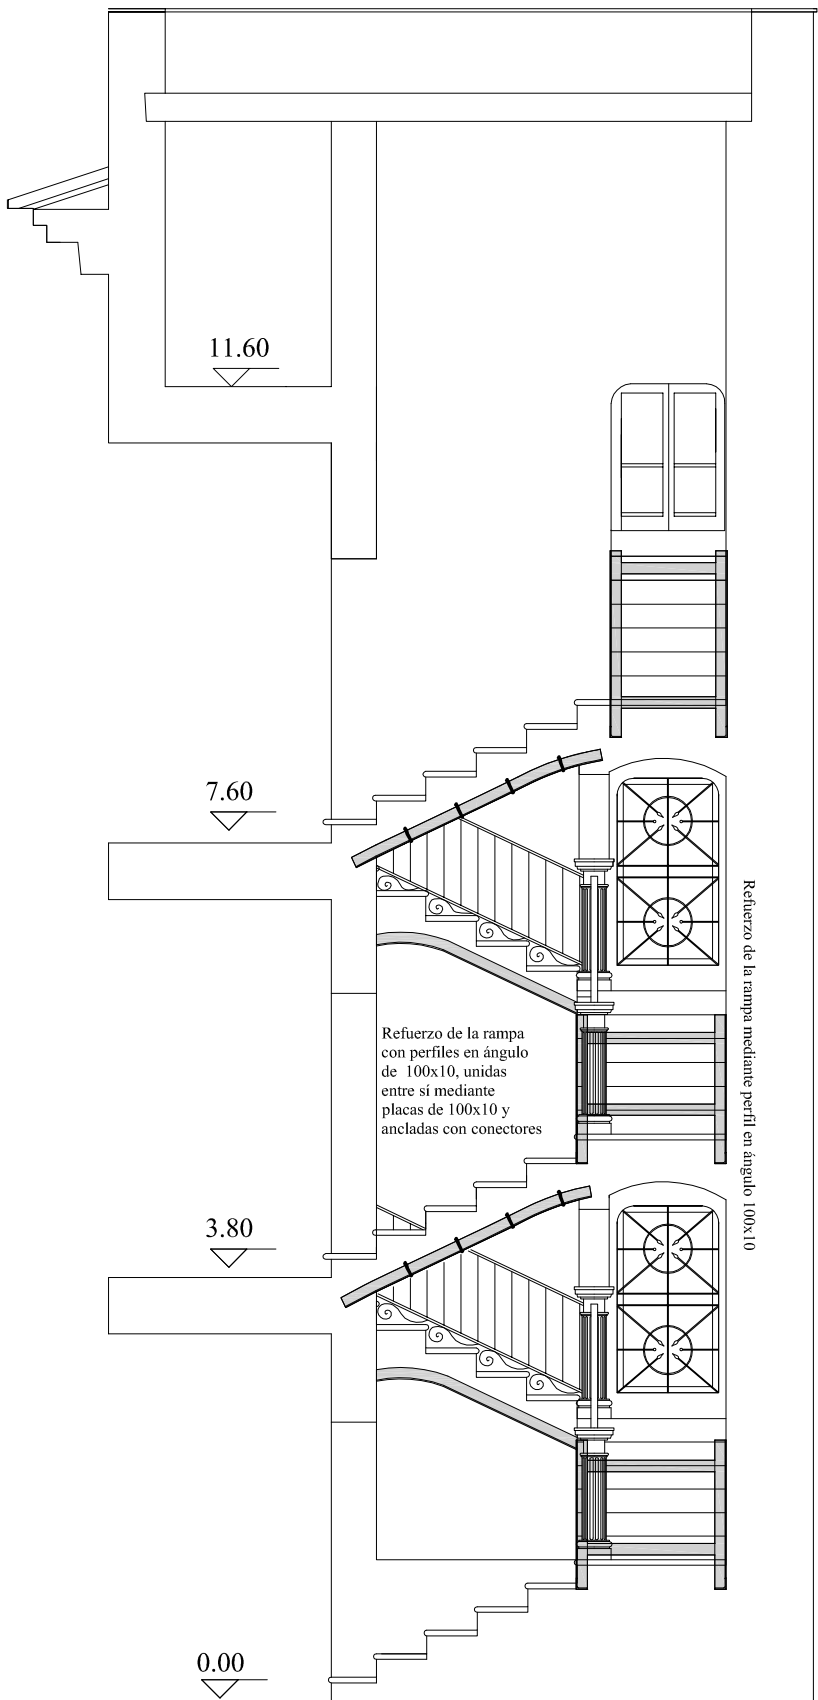 11.60
7.60
Refuerzo de la rampa mediante perfil en ángulo 100x10
Refuerzo de la rampa
con perfiles en ángulo
de 100x10, unidas
entre sí mediante
placas de 100x10 y
ancladas con conectores
3.80
0.00